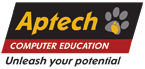 Aptech
COMPUTER EDUCATION
Unleash your potential